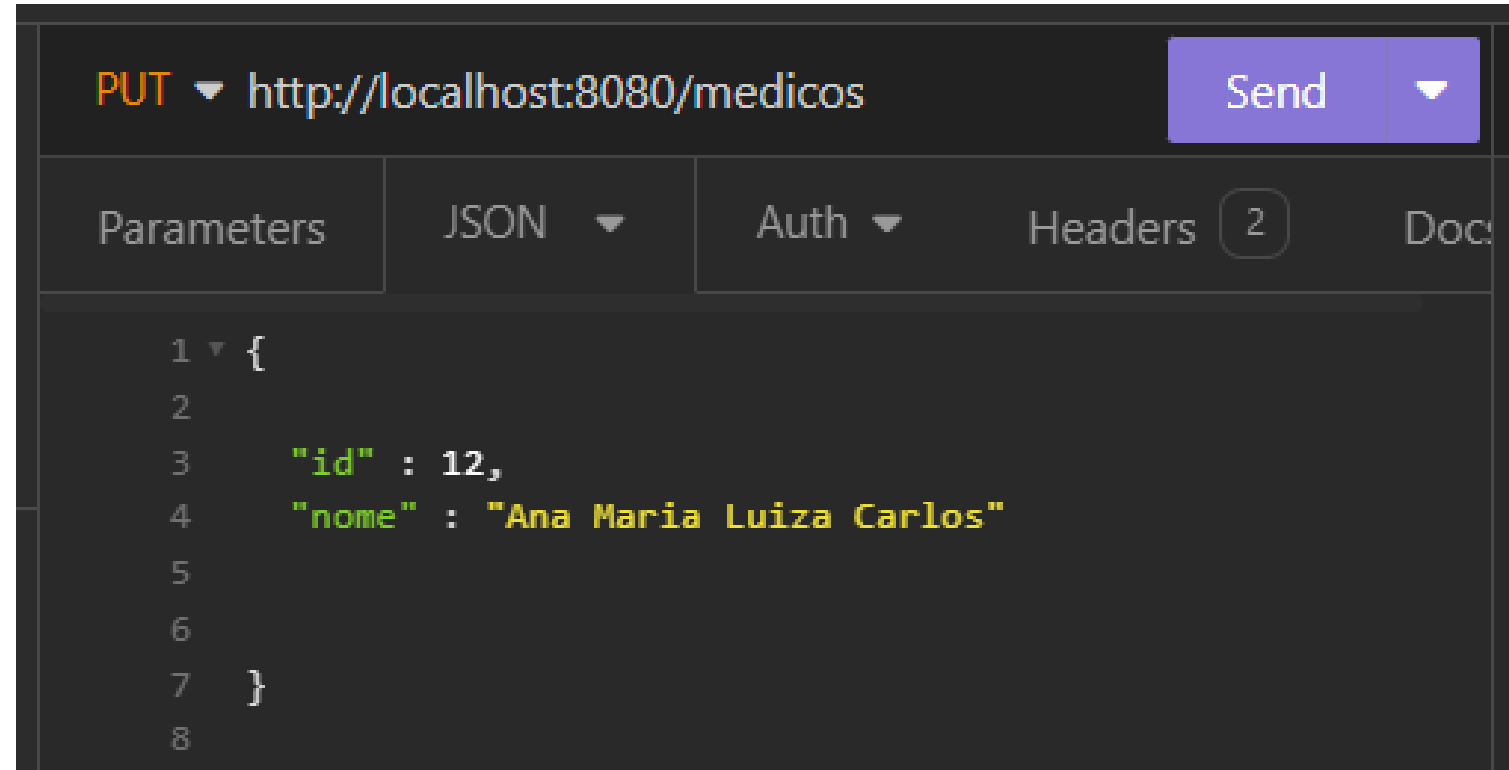 PUT http://localhost:8080/medicos Send
Parameters JSON Auth Headers 2 Docs
1 {
2
3 "id" : 12,
4 "nome" : "Ana Maria Luiza Carlos"
5
6
7 }
8